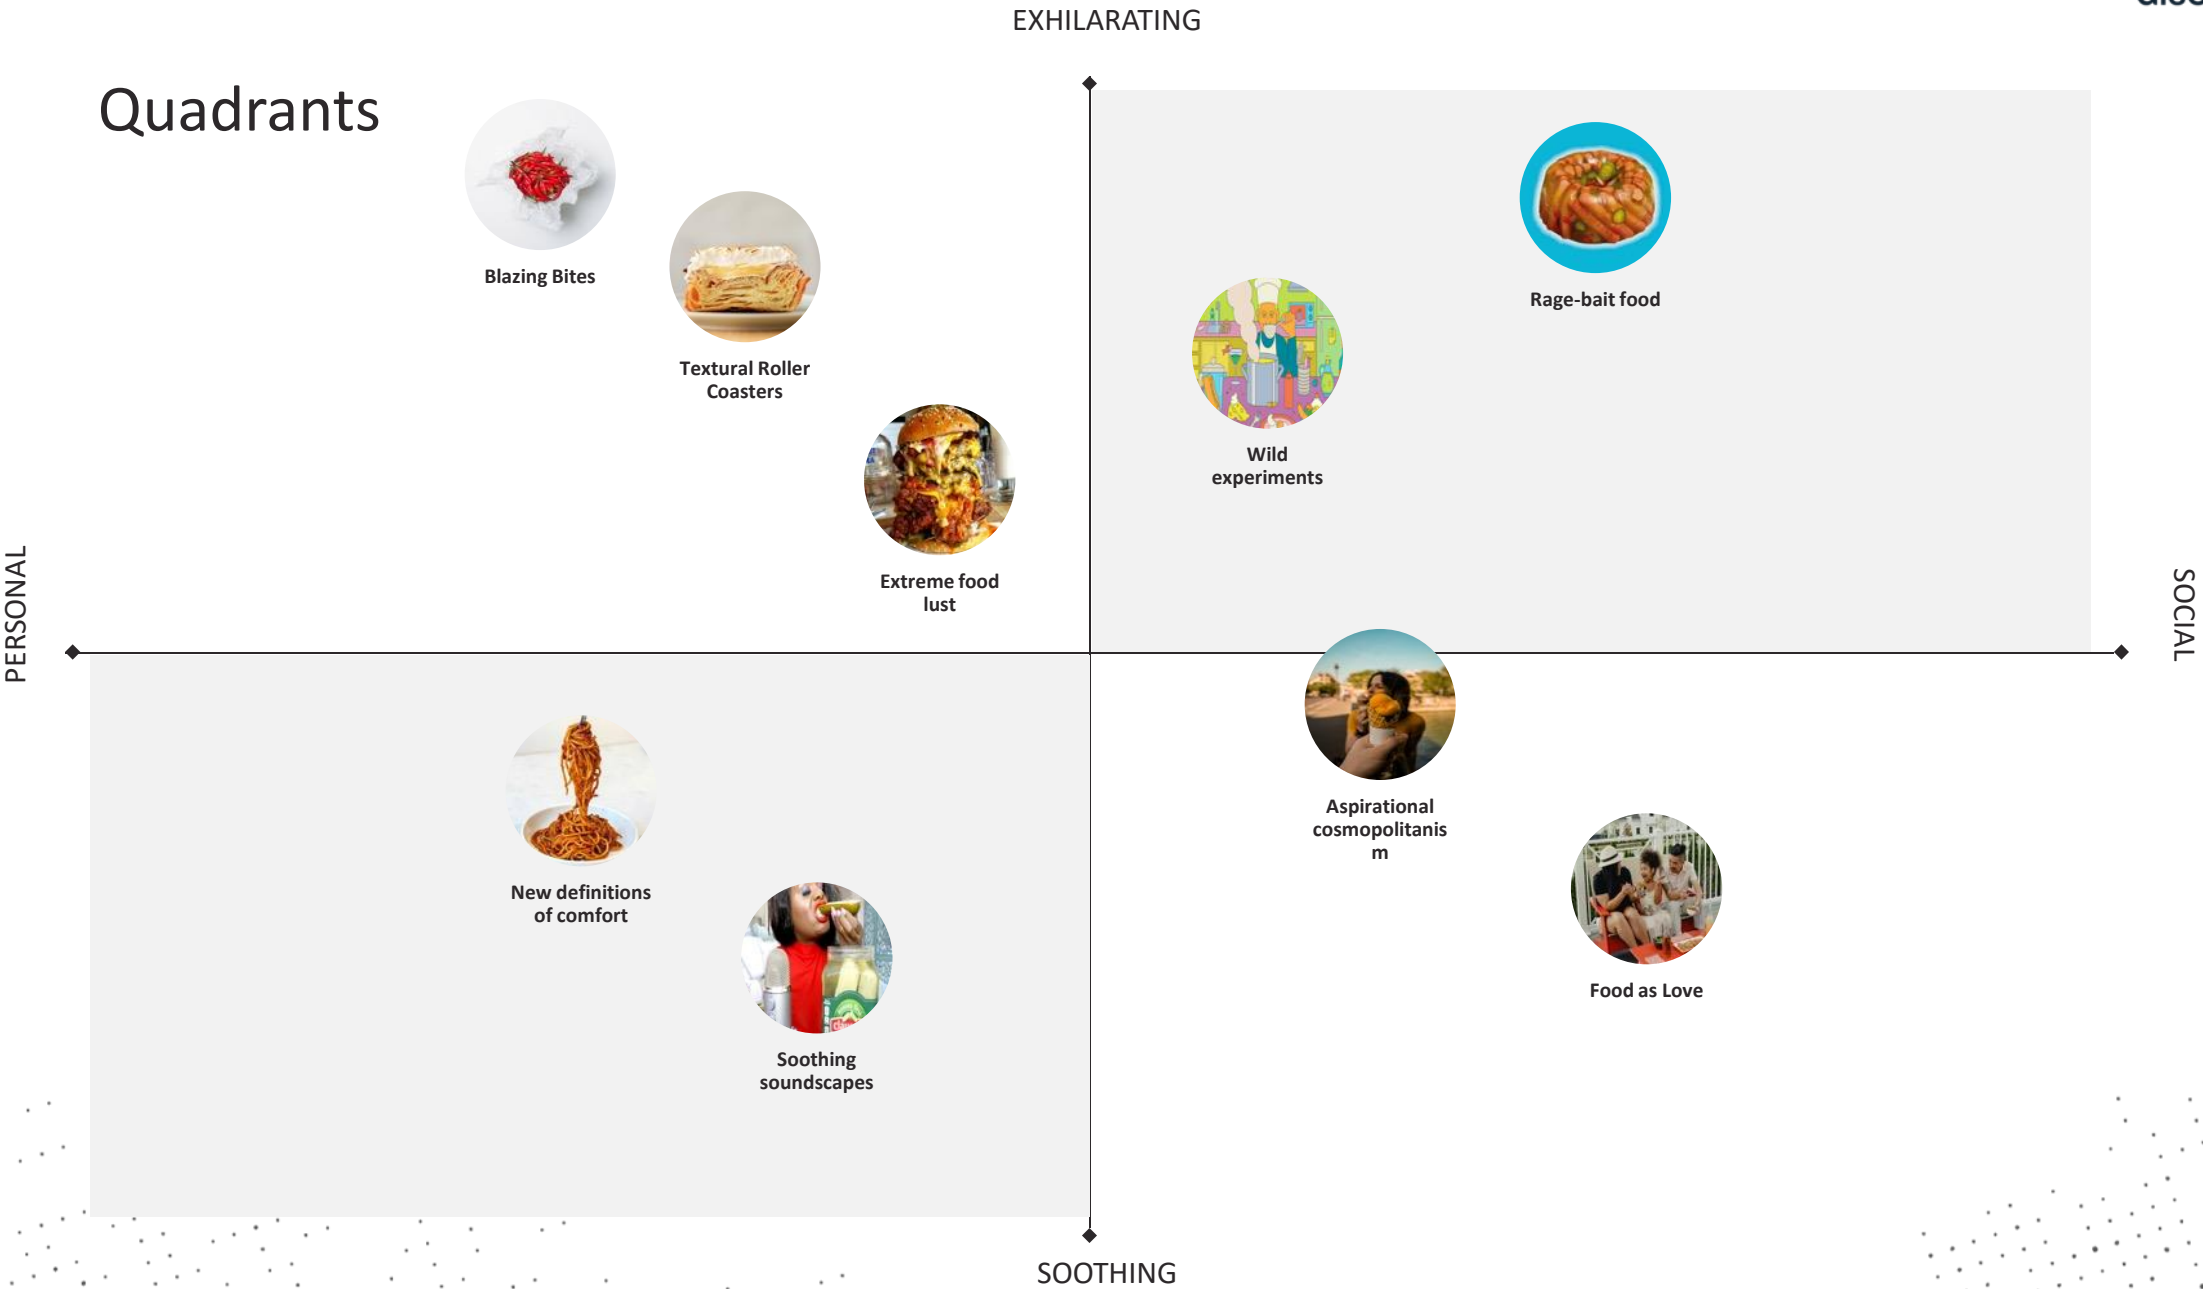 EXHILARATING
Quadrants
Blazing Bites
Textural Roller
Coasters
Rage-bait food
Wild
experiments
Extreme food
lust
PERSONAL
SOCIAL
Aspirational
cosmopolitanis
m
New definitions
of comfort
Food as Love
Soothing
soundscapes
SOOTHING